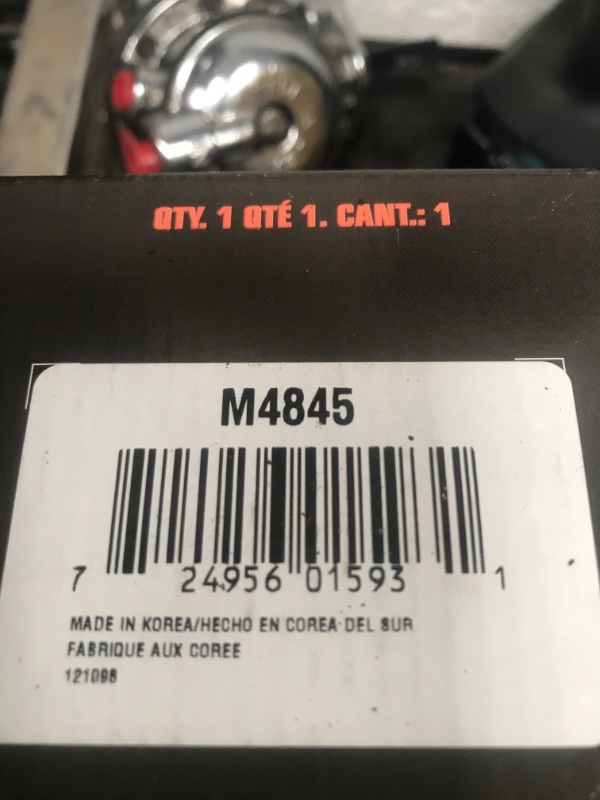 QTY. 1 QTÉ 1. CANT.: 1
M4845
7 24956 01593 1
MADE IN KOREA/HECHO EN COREA DEL SUR
FABRIQUE AUX COREE
121098